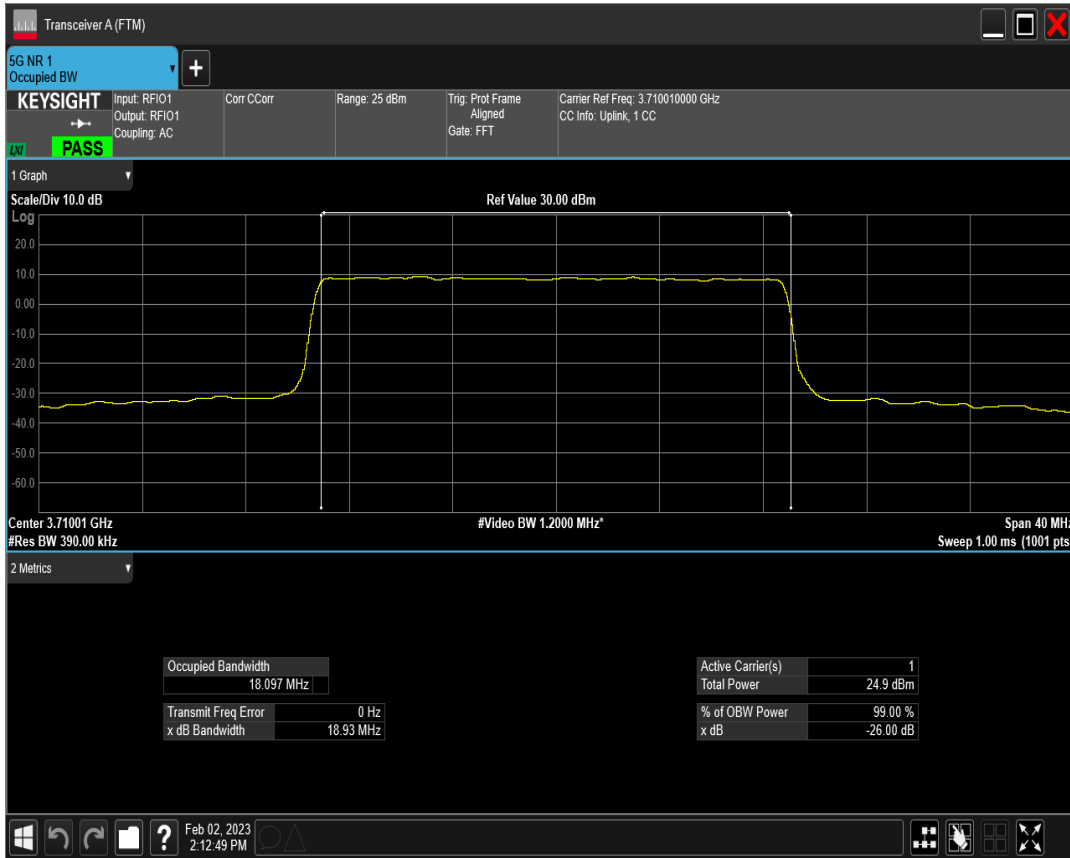 Transceiver A (FTM)
5G NR 1
Occupied BW
+
KEYSIGHT
LXI
PASS
Input: RFIO1
Output: RFIO1
Coupling: AC
Corr CCorr
Range: 25 dBm
Trig: Prot Frame
Aligned
Gate: FFT
Carrier Ref Freq: 3.710010000 GHz
CC Info: Uplink, 1 CC
1 Graph
Scale/Div 10.0 dB
Ref Value 30.00 dBm
Log
20.0
10.0
0.00
-10.0
-20.0
-30.0
-40.0
-50.0
-60.0
Center 3.71001 GHz
#Video BW 1.2000 MHz*
Span 40 MHz
#Res BW 390.00 kHz
Sweep 1.00 ms (1001 pts
2 Metrics
Occupied Bandwidth
18.097 MHz
Transmit Freq Error 0 Hz
x dB Bandwidth 18.93 MHz
Active Carrier(s) 1
Total Power 24.9 dBm
% of OBW Power 99.00 %
x dB -26.00 dB
?
Feb 02, 2023
2:12:49 PM